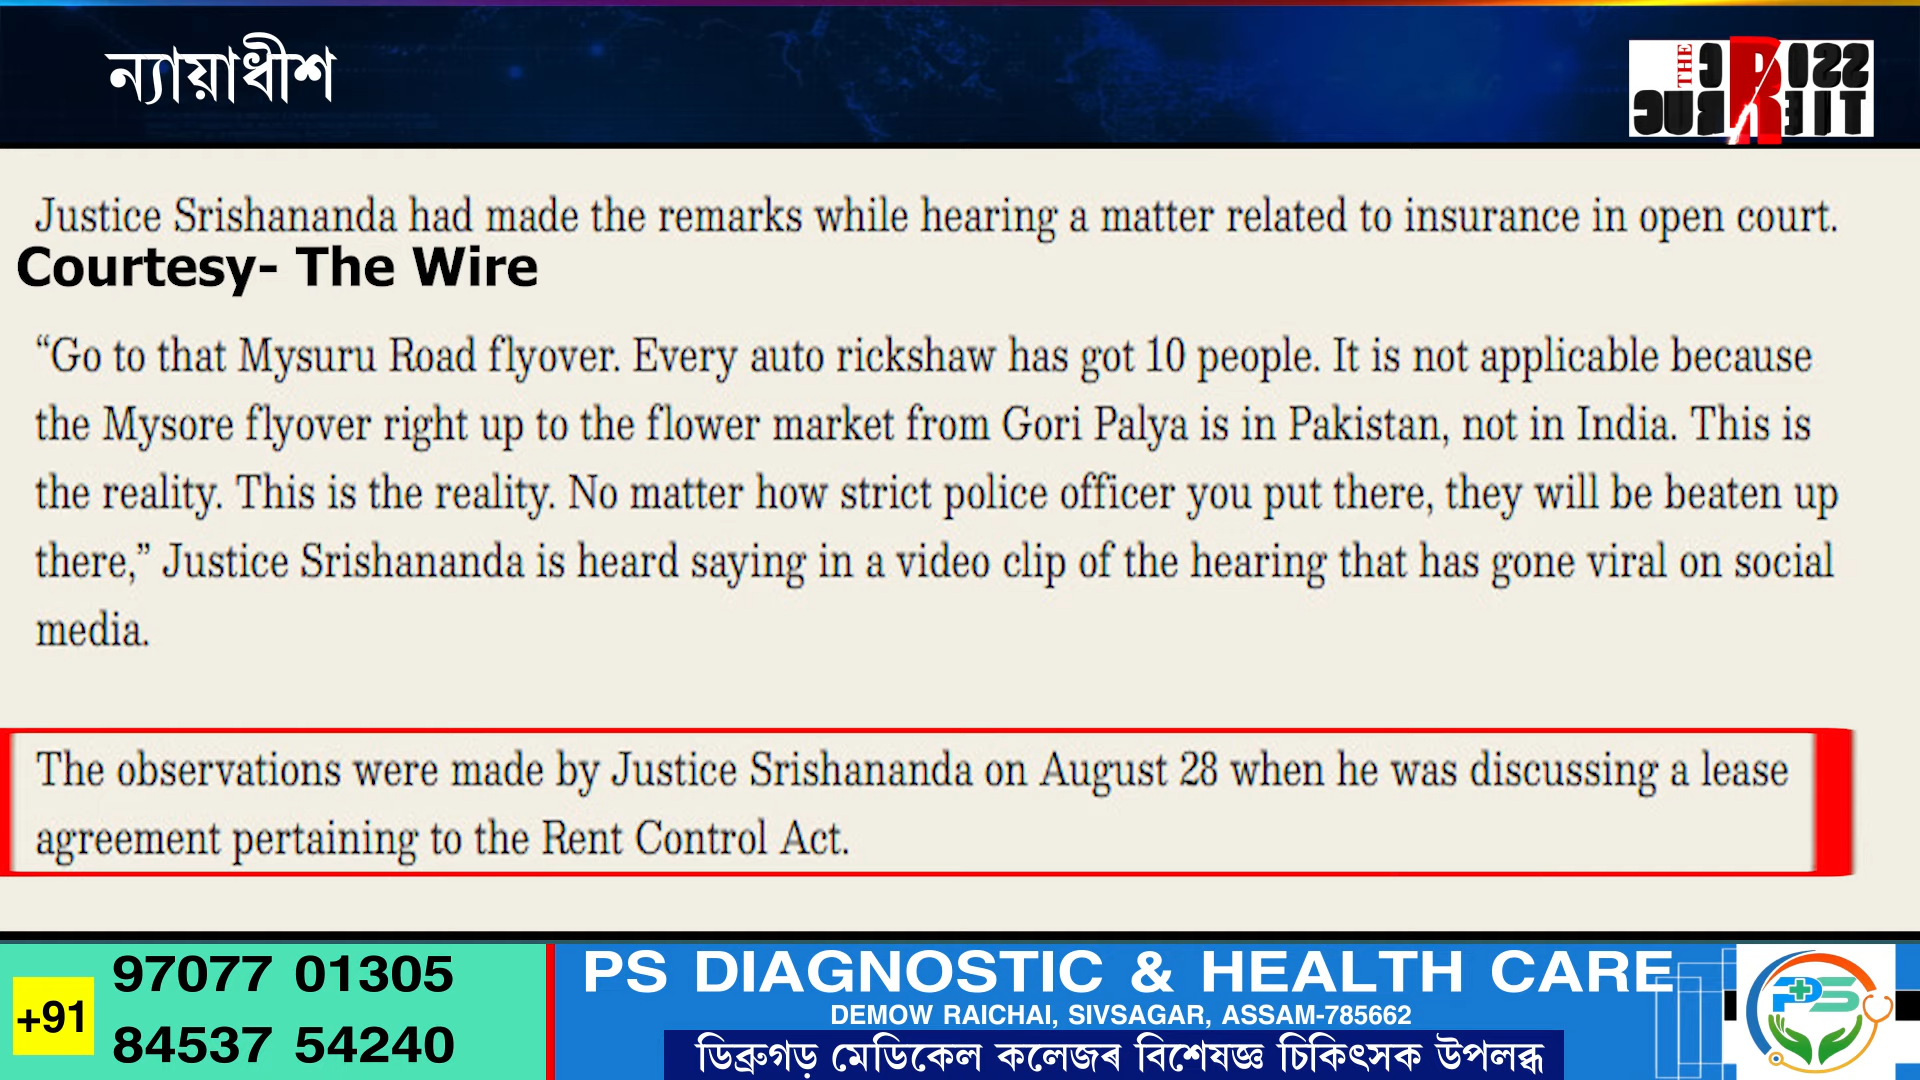 ন্যায়াধীশ
THE CROSS
CURRENT
Justice Srishananda had made the remarks while hearing a matter related to insurance in open court.
Courtesy- The Wire
“Go to that Mysuru Road flyover. Every auto rickshaw has got 10 people. It is not applicable because
the Mysore flyover right up to the flower market from Gori Palya is in Pakistan, not in India. This is
the reality. This is the reality. No matter how strict police officer you put there, they will be beaten up
there,” Justice Srishananda is heard saying in a video clip of the hearing that has gone viral on social
media.
The observations were made by Justice Srishananda on August 28 when he was discussing a lease
agreement pertaining to the Rent Control Act.
+91
97077 01305
84537 54240
PS DIAGNOSTIC & HEALTH CARE
DEMOW RAICHAI, SIVSAGAR, ASSAM-785662
ডিব্ৰুগড় মেডিকেল কলেজৰ বিশেষজ্ঞ চিকিৎসক উপলব্ধ
PS